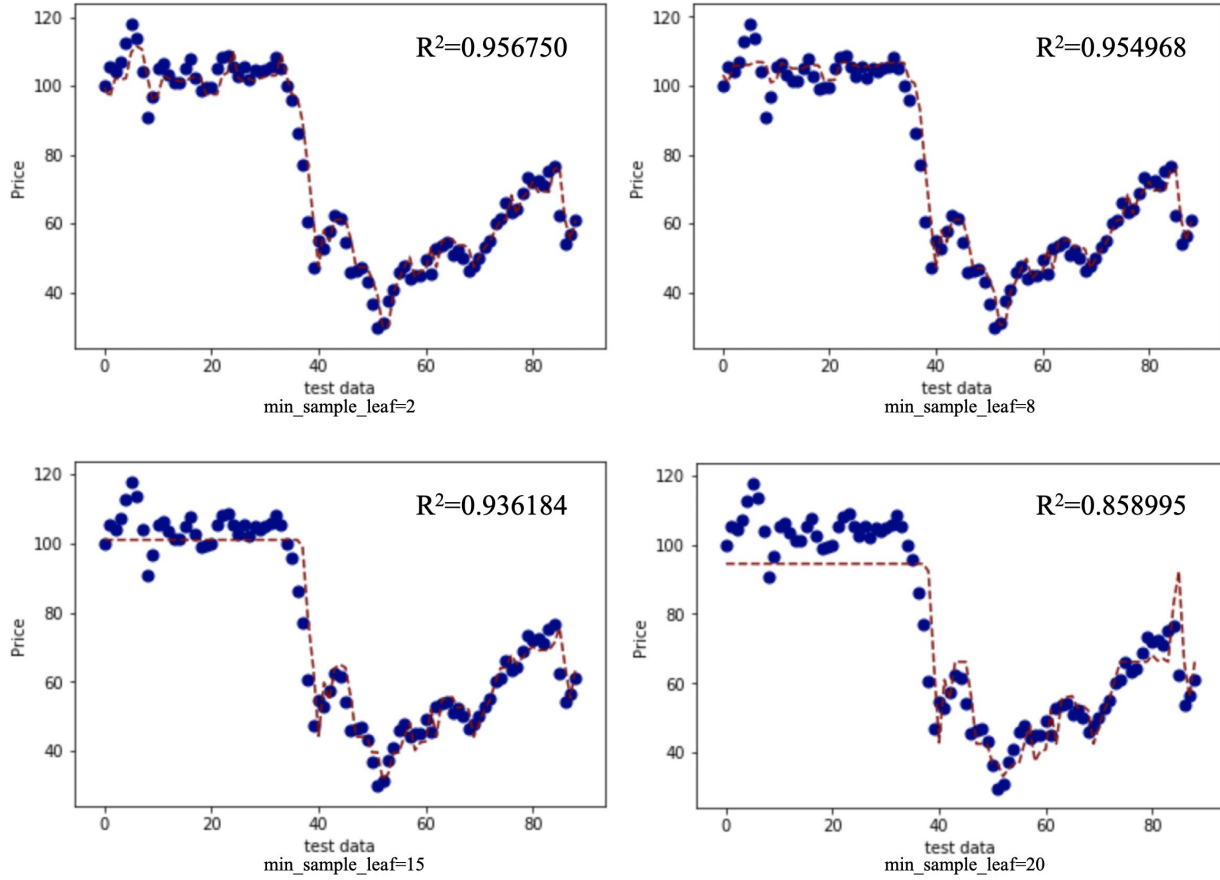 R²=0.956750
120
100
80
60
40
Price
0 20 40 60 80
test data
min_sample_leaf=2
R²=0.954968
120
100
80
60
40
Price
0 20 40 60 80
test data
min_sample_leaf=8
R²=0.936184
120
100
80
60
40
Price
0 20 40 60 80
test data
min_sample_leaf=15
R²=0.858995
120
100
80
60
40
Price
0 20 40 60 80
test data
min_sample_leaf=20